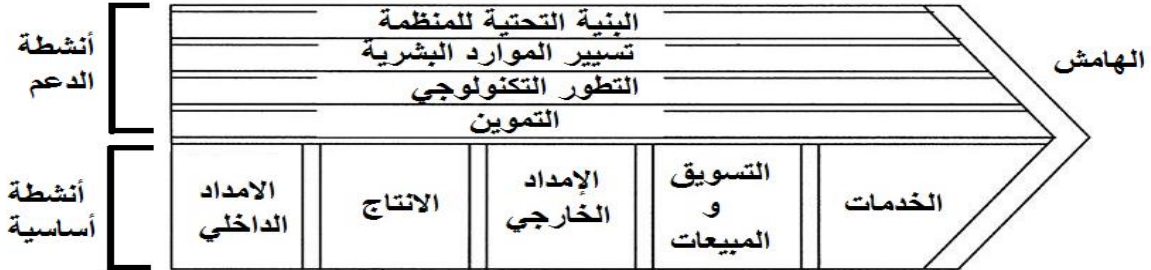 البنية التحتية للمنظمة
تسيير الموارد البشرية
التطور التكنولوجي
التموين
أنشطة
الدعم
الهامش
أنشطة
أساسية
الامداد
الداخلي
الانتاج
الإمداد
الخارجي
التسويق
و
المبيعات
الخدمات